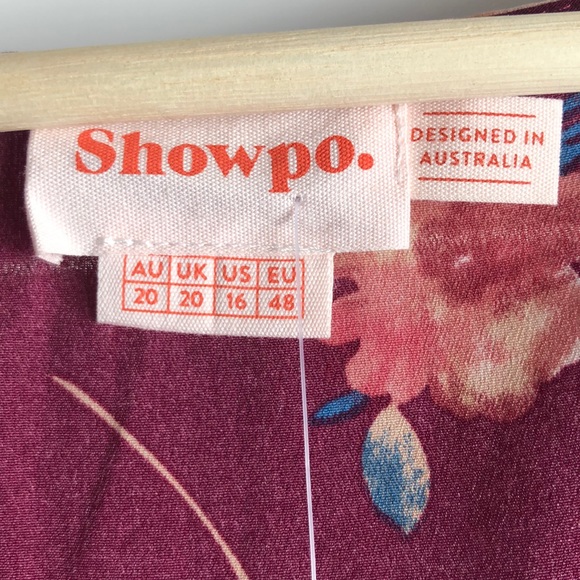 Showpo.
DESIGNED IN
AUSTRALIA
AU UK US EU
20 20 16 48